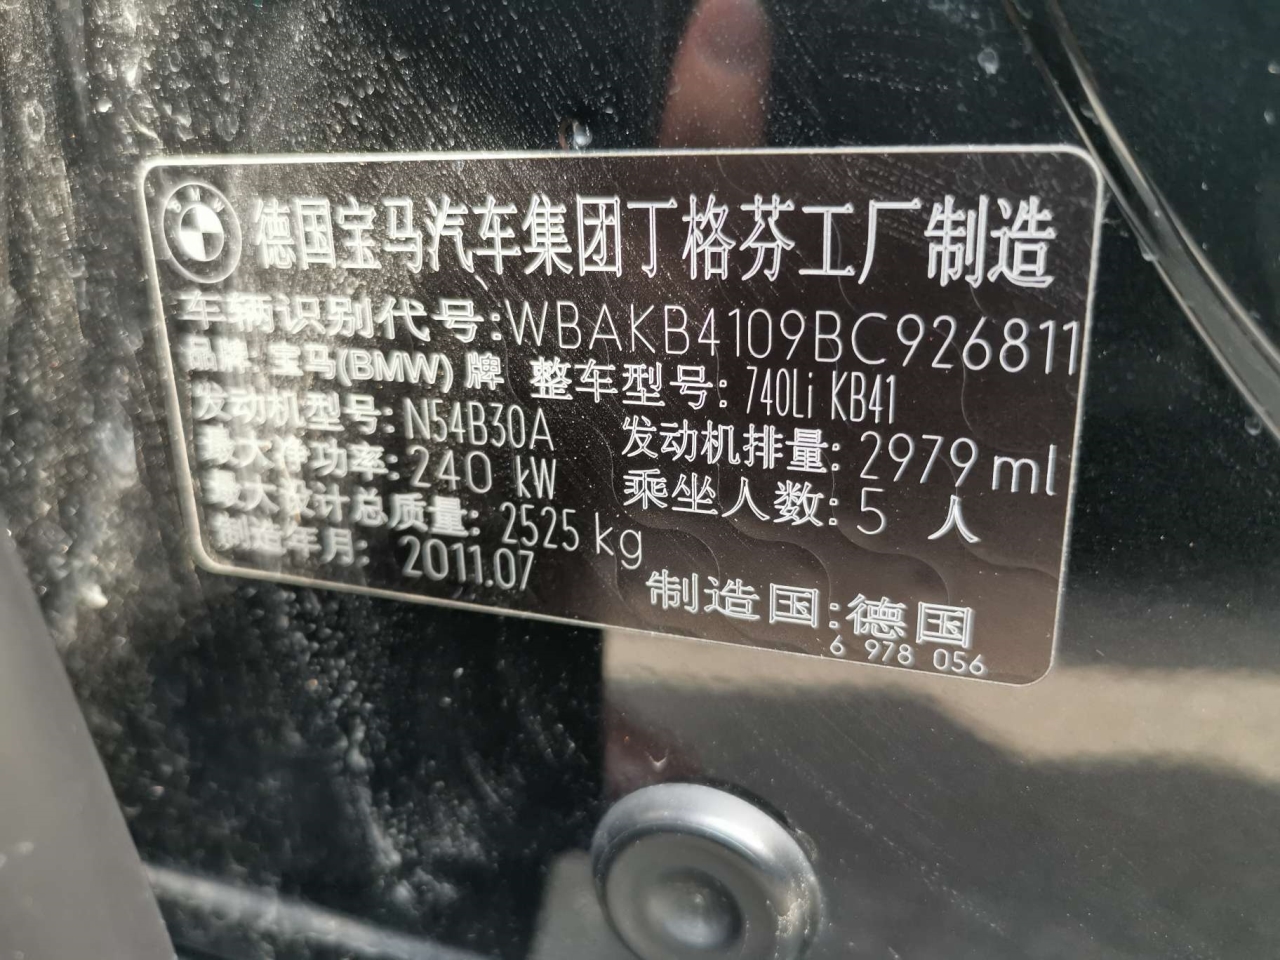 BMW
德国宝马汽车集团丁格芬工厂制造
车辆识别代号:WBAKB4109BC926811
品牌: 宝马(BMW) 牌 整车型号: 740Li KB41
发动机型号: N54B30A 发动机排量: 2979 ml
最大净功率: 240 kW 乘坐人数: 5 人
最大设计总质量: 2525 kg
制造年月: 2011.07
制造国: 德国
6 978 056